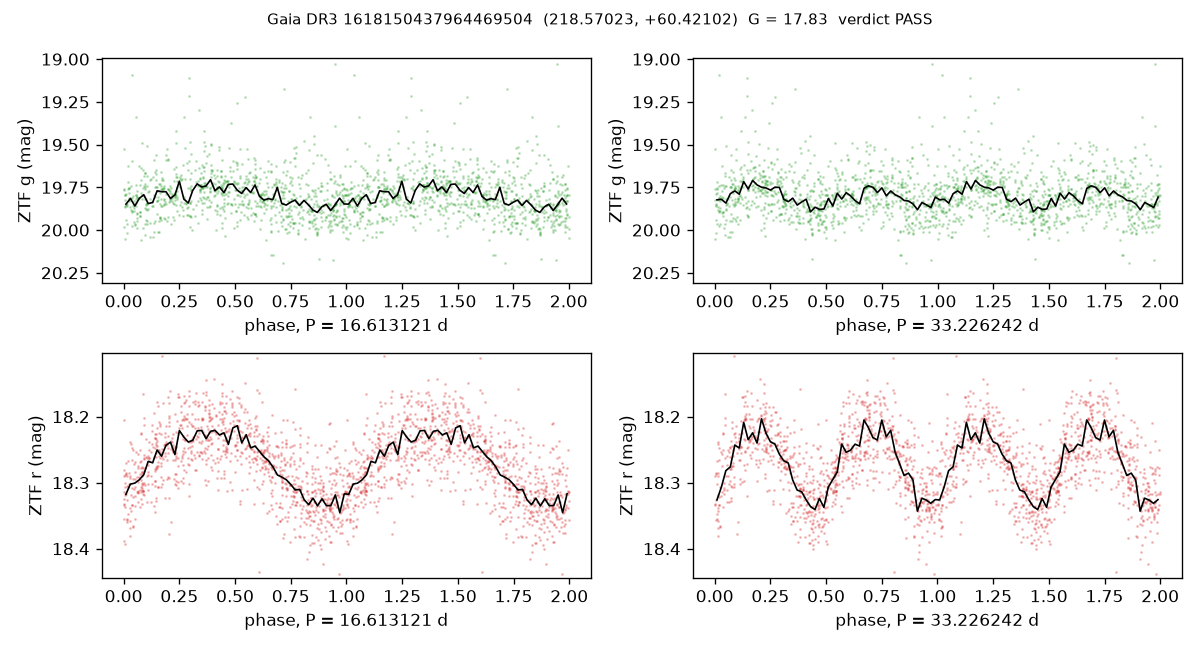 Gaia DR3 1618150437964469504 (218.57023, +60.42102) G = 17.83 verdict PASS
19.00
19.25
19.50
19.75
20.00
20.25
ZTF g (mag)
0.00 0.25 0.50 0.75 1.00 1.25 1.50 1.75 2.00
phase, P = 16.613121 d
19.00
19.25
19.50
19.75
20.00
20.25
ZTF g (mag)
0.00 0.25 0.50 0.75 1.00 1.25 1.50 1.75 2.00
phase, P = 33.226242 d
18.2
18.3
18.4
ZTF r (mag)
0.00 0.25 0.50 0.75 1.00 1.25 1.50 1.75 2.00
phase, P = 16.613121 d
18.2
18.3
18.4
ZTF r (mag)
0.00 0.25 0.50 0.75 1.00 1.25 1.50 1.75 2.00
phase, P = 33.226242 d